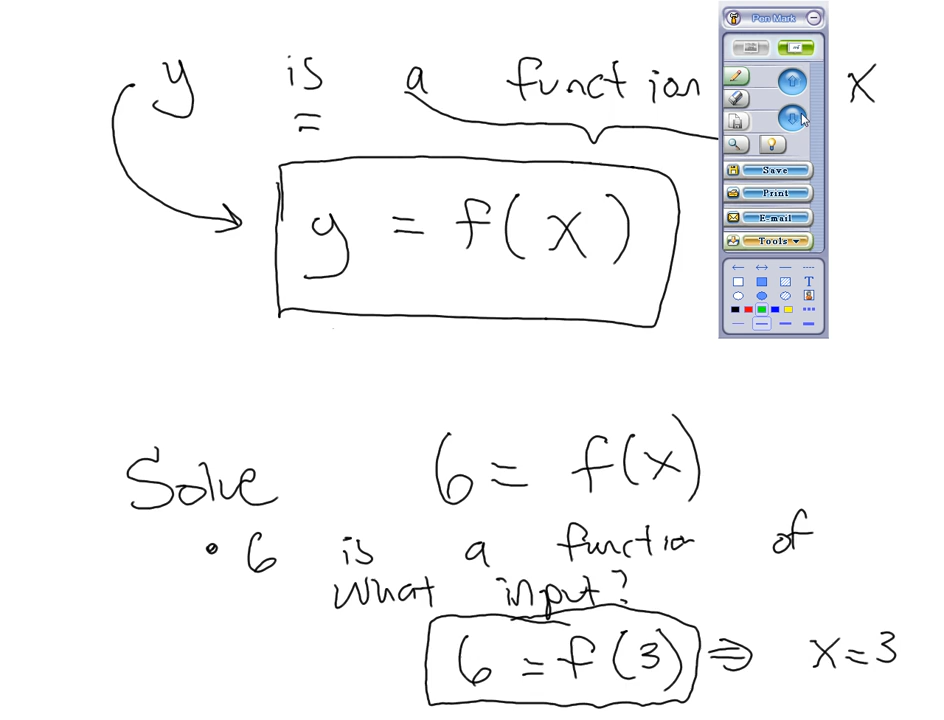 y is a function x
y = f(x)
Solve 6 = f(x)
• 6 is a function of
what input?
6 = f(3) ⇒ x = 3
Pen Mark
Save
Print
E-mail
Tools
T